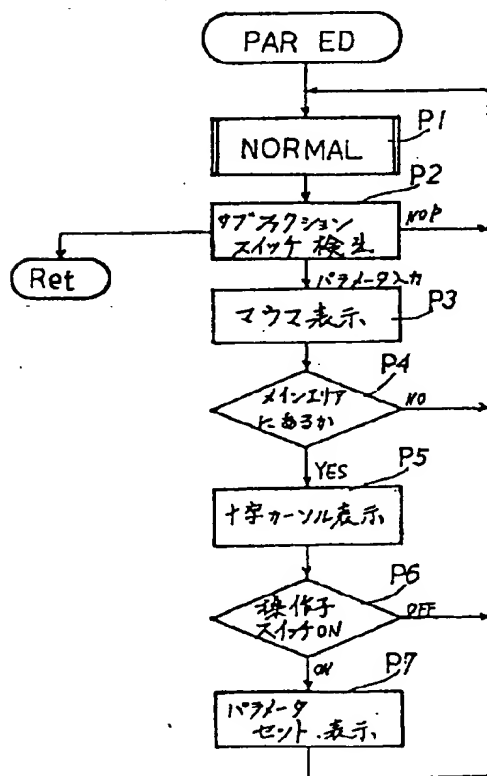 PAR ED
NORMAL
P1
P2
サブファクション
スイッチ 検生
NOP
Ret
パラメータ入力
P3
マウマ表示
P4
メインエリア
にあるか
NO
YES
P5
十字カーソル表示
P6
操作子
スイッチON
OFF
ON
P7
パラメータ
セット.表示